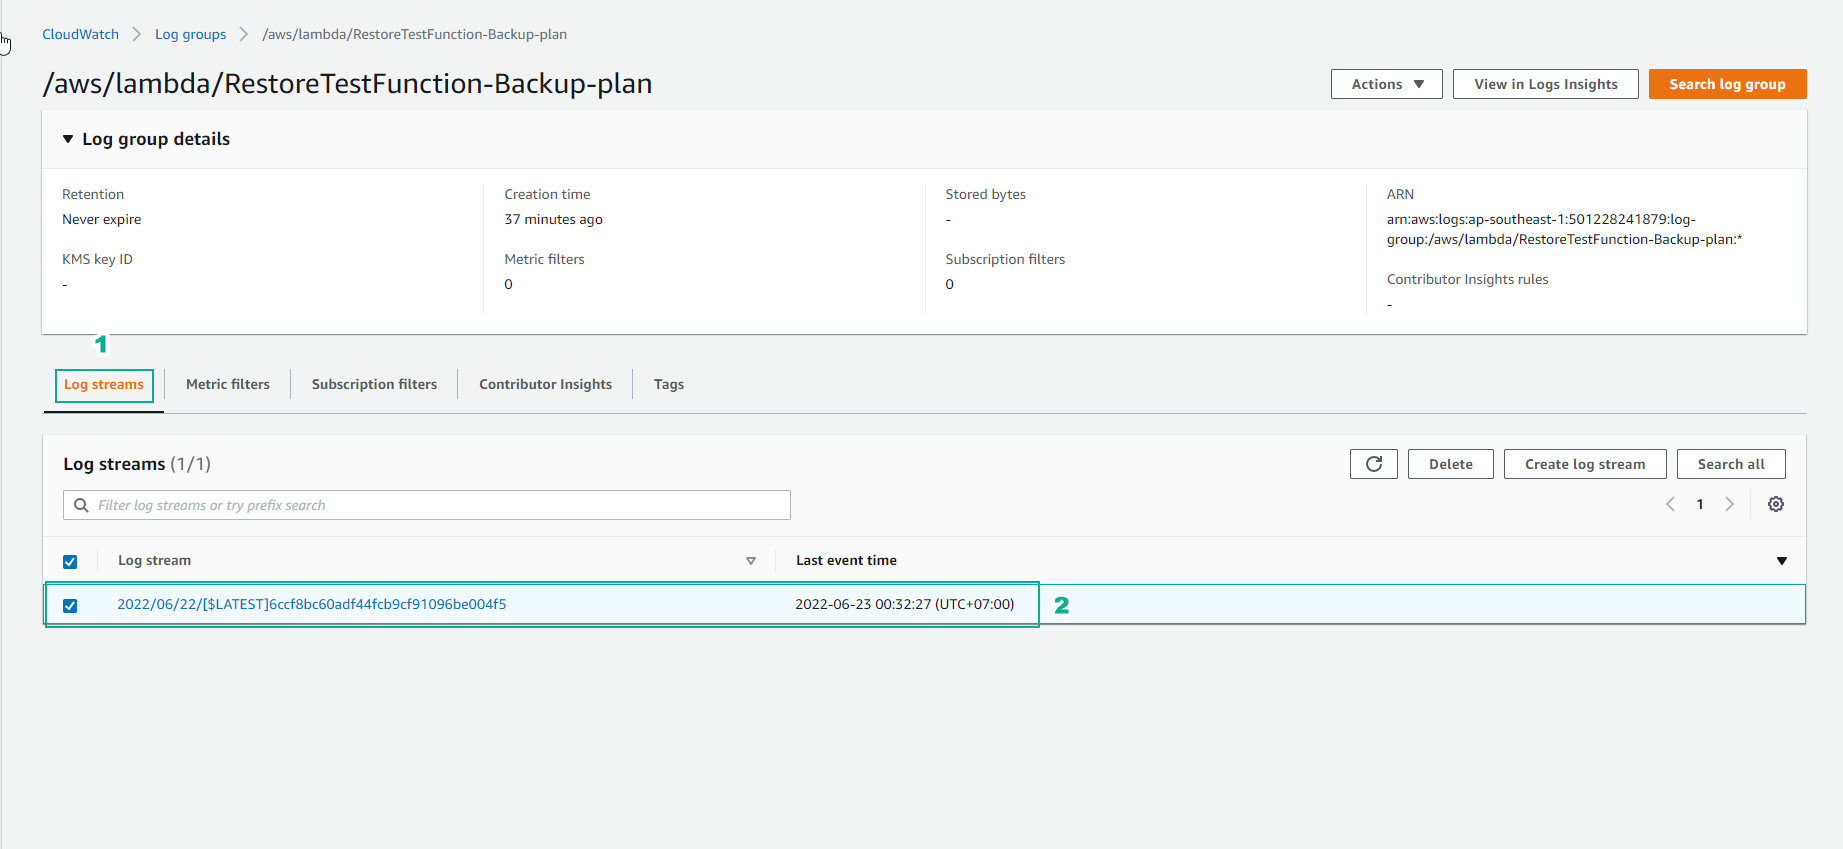 CloudWatch > Log groups > /aws/lambda/RestoreTestFunction-Backup-plan
/aws/lambda/RestoreTestFunction-Backup-plan
Actions ▼ View in Logs Insights Search log group
▼ Log group details
Retention
Never expire
KMS key ID
-
Creation time
37 minutes ago
Metric filters
0
Stored bytes
-
Subscription filters
0
ARN
arn:aws:logs:ap-southeast-1:501228241879:log-
group:/aws/lambda/RestoreTestFunction-Backup-plan:*
Contributor Insights rules
-
1
Log streams Metric filters Subscription filters Contributor Insights Tags
Log streams (1/1)
Delete Create log stream Search all
Filter log streams or try prefix search
< 1 >
Log stream Last event time
2022/06/22/[$LATEST]6ccf8bc60adf44fcb9cf91096be004f5 2022-06-23 00:32:27 (UTC+07:00) 2